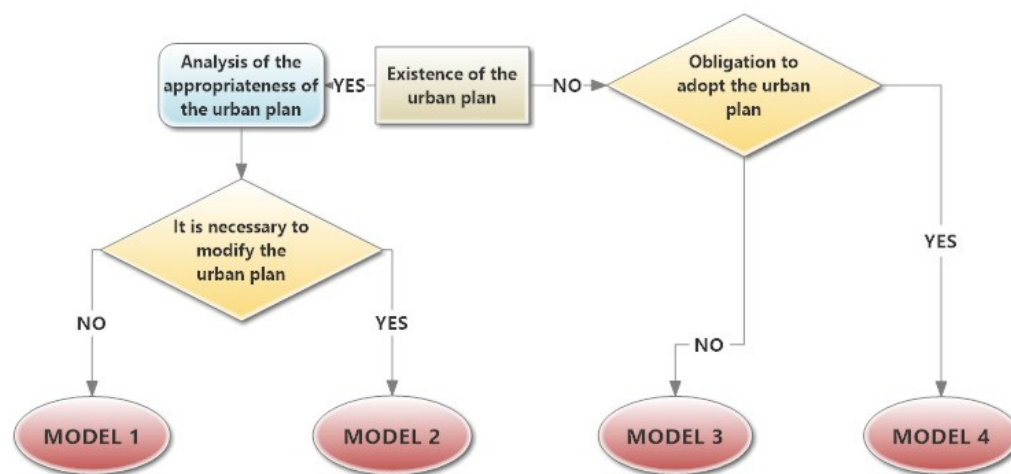 Analysis of the
appropriateness of
the urban plan
YES
Existence of the
urban plan
NO
Obligation to
adopt the urban
plan
It is necessary to
modify the
urban plan
NO
YES
NO
YES
MODEL 1
MODEL 2
MODEL 3
MODEL 4